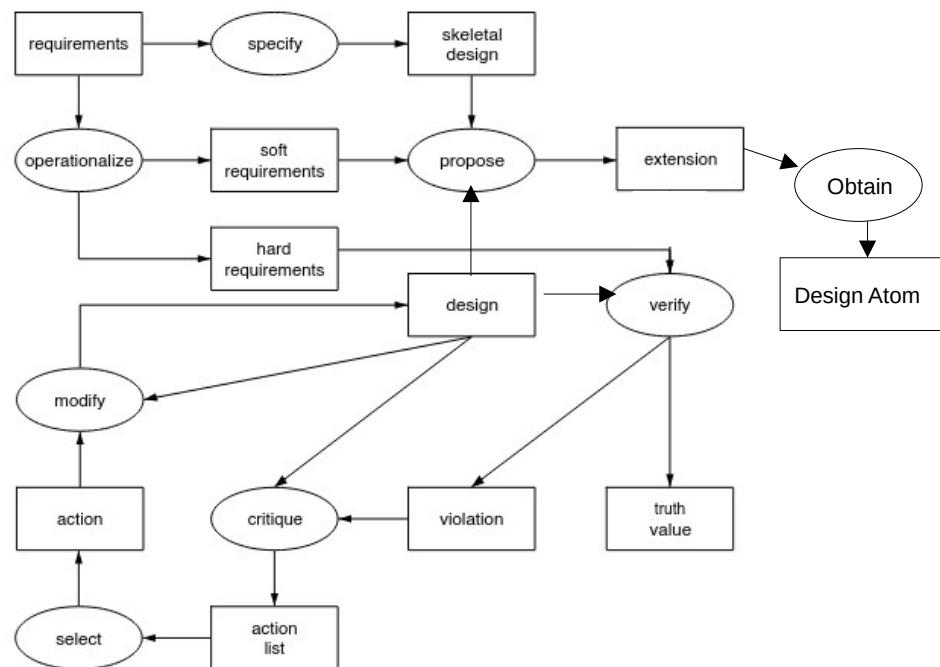 requirements
specify
skeletal
design
operationalize
soft
requirements
propose
extension
Obtain
hard
requirements
design
verify
Design Atom
modify
action
critique
violation
truth
value
select
action
list